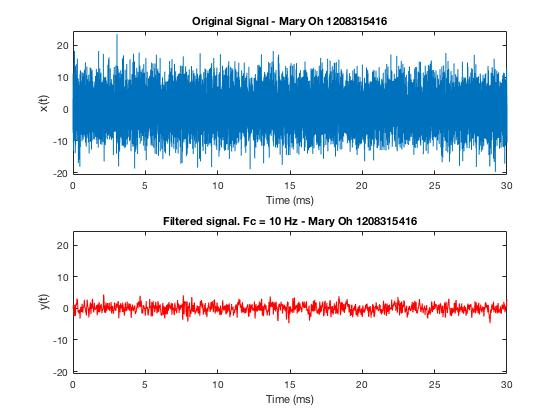 Original Signal - Mary Oh 1208315416
20
10
0
-10
-20
x(t)
0 5 10 15 20 25 30
Time (ms)
Filtered signal. Fc = 10 Hz - Mary Oh 1208315416
20
10
0
-10
-20
y(t)
0 5 10 15 20 25 30
Time (ms)